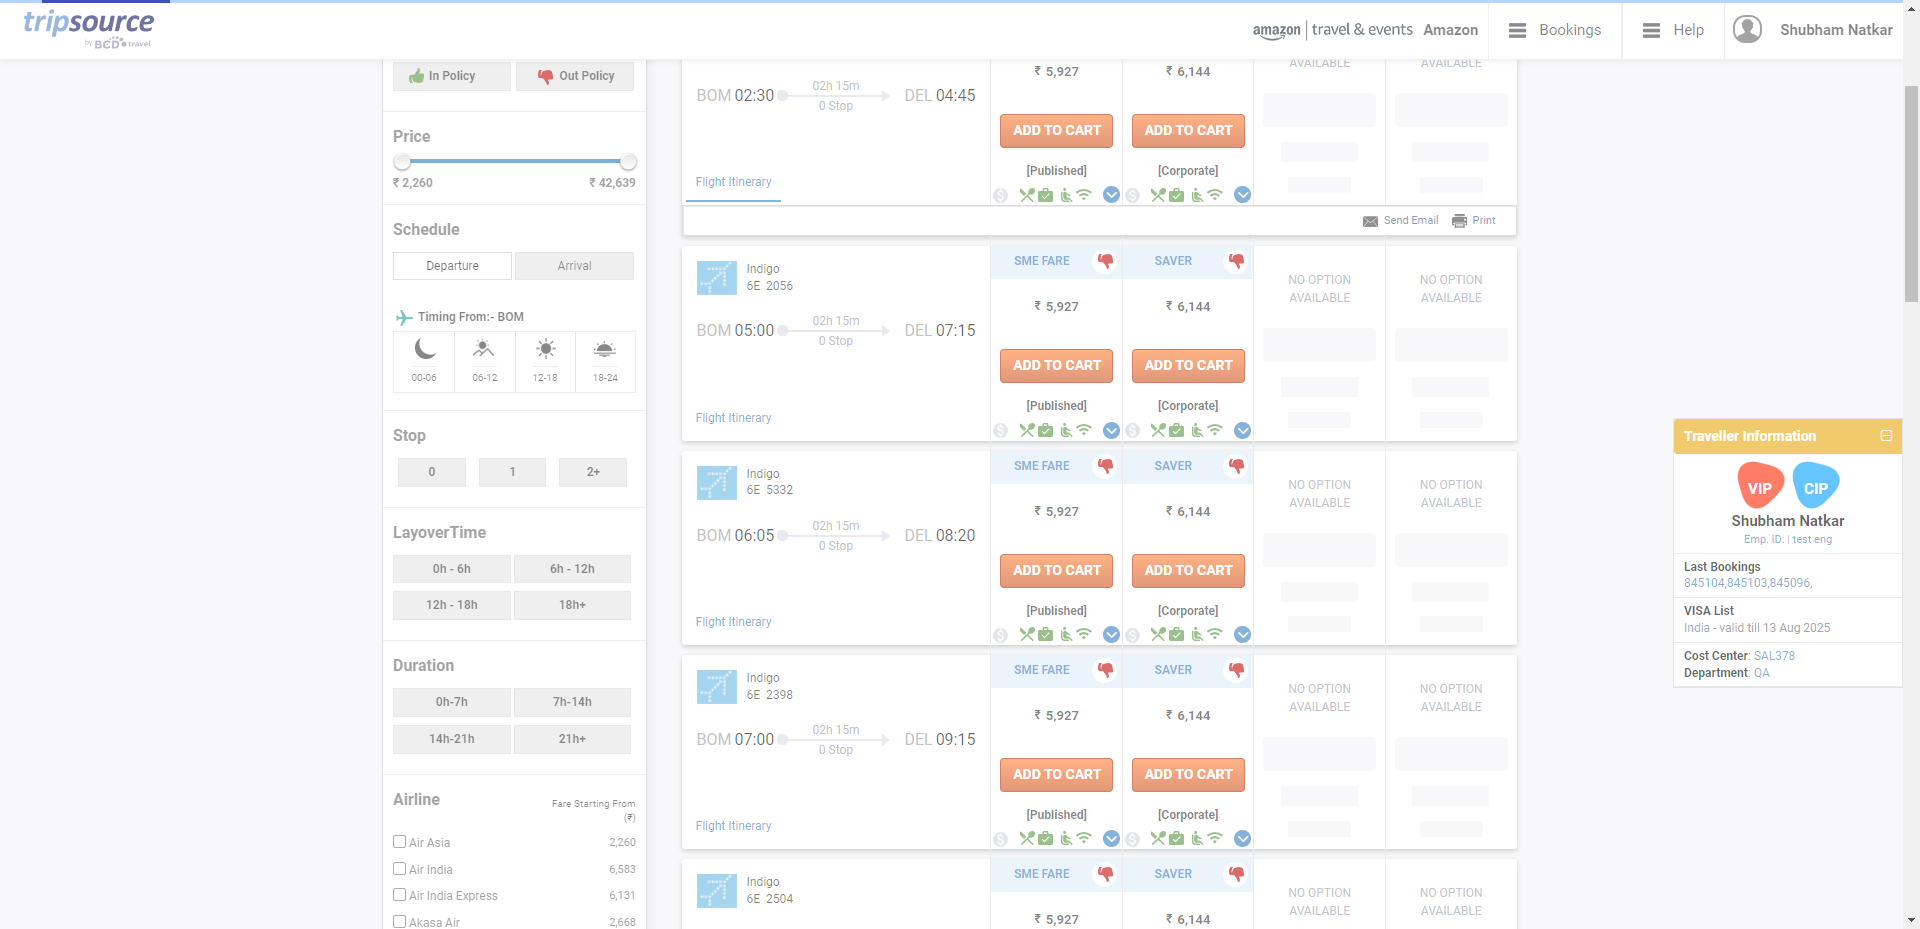 tripsource
by BCD travel
amazon | travel & events Amazon
Bookings
Help
Shubham Natkar
In Policy
Out Policy
Price
₹ 2,260
₹ 42,639
Schedule
Departure
Arrival
Timing From:- BOM
00-06
06-12
12-18
18-24
Stop
0
1
2+
LayoverTime
0h - 6h
6h - 12h
12h - 18h
18h+
Duration
0h-7h
7h-14h
14h-21h
21h+
Airline
Fare Starting From
(₹)
Air Asia 2,260
Air India 6,583
Air India Express 6,131
Akasa Air 2,668
BOM 02:30
02h 15m
0 Stop
DEL 04:45
Flight Itinerary
₹ 5,927
ADD TO CART
[Published]
₹ 6,144
ADD TO CART
[Corporate]
AVAILABLE
AVAILABLE
Send Email
Print
Indigo
6E 2056
BOM 05:00
02h 15m
0 Stop
DEL 07:15
Flight Itinerary
SME FARE
₹ 5,927
ADD TO CART
[Published]
SAVER
₹ 6,144
ADD TO CART
[Corporate]
NO OPTION
AVAILABLE
NO OPTION
AVAILABLE
Indigo
6E 5332
BOM 06:05
02h 15m
0 Stop
DEL 08:20
Flight Itinerary
SME FARE
₹ 5,927
ADD TO CART
[Published]
SAVER
₹ 6,144
ADD TO CART
[Corporate]
NO OPTION
AVAILABLE
NO OPTION
AVAILABLE
Indigo
6E 2398
BOM 07:00
02h 15m
0 Stop
DEL 09:15
Flight Itinerary
SME FARE
₹ 5,927
ADD TO CART
[Published]
SAVER
₹ 6,144
ADD TO CART
[Corporate]
NO OPTION
AVAILABLE
NO OPTION
AVAILABLE
Indigo
6E 2504
SME FARE
₹ 5,927
SAVER
₹ 6,144
NO OPTION
AVAILABLE
NO OPTION
AVAILABLE
Traveller Information
VIP
CIP
Shubham Natkar
Emp. ID: | test eng
Last Bookings
845104,845103,845096,
VISA List
India - valid till 13 Aug 2025
Cost Center: SAL378
Department: QA